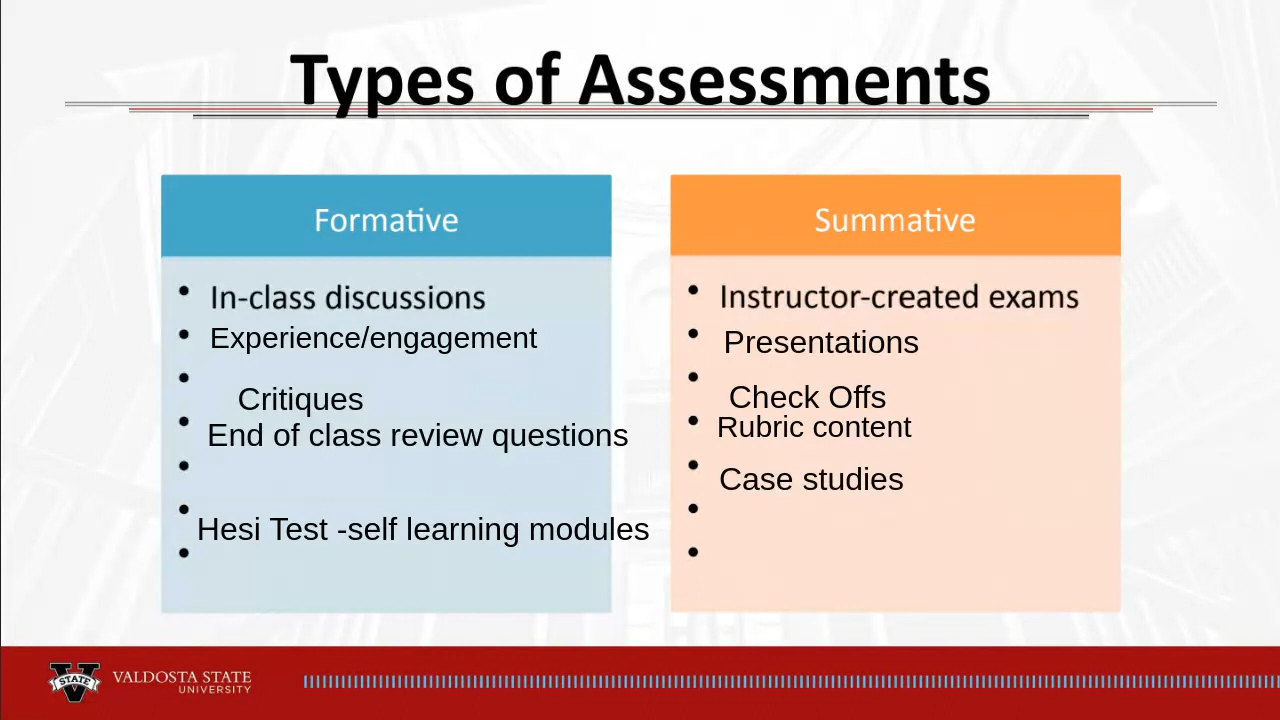 Types of Assessments
Formative
In-class discussions
Experience/engagement
Critiques
End of class review questions
Hesi Test -self learning modules
Summative
Instructor-created exams
Presentations
Check Offs
Rubric content
Case studies
STATE
VALDOSTA STATE
UNIVERSITY